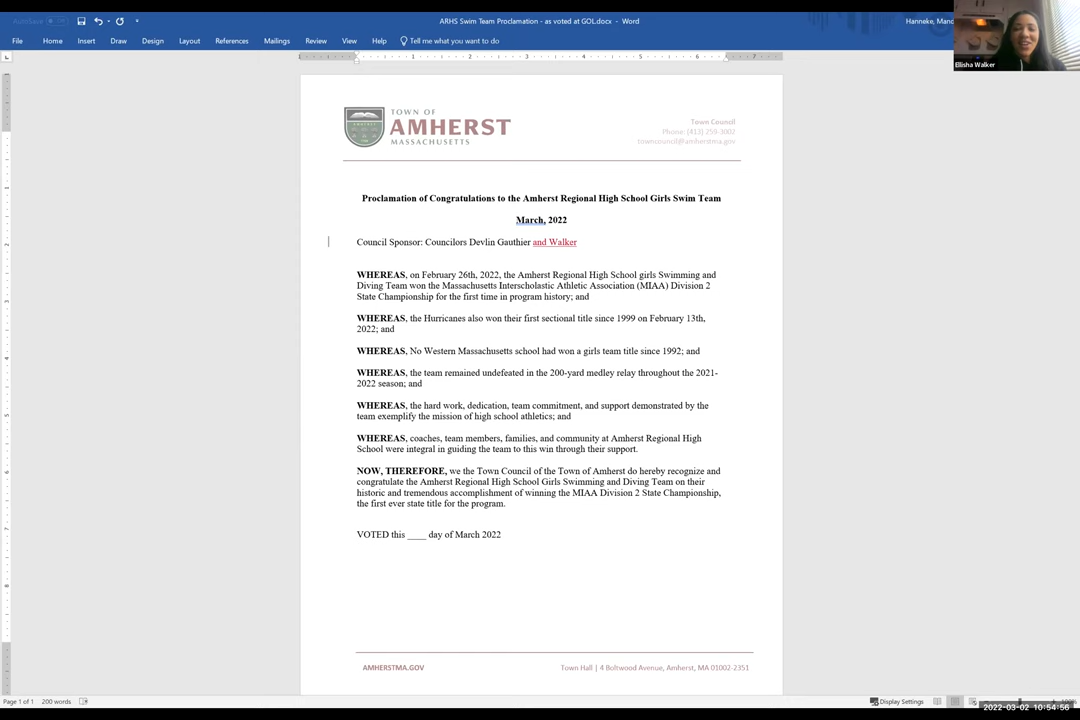 AutoSave Off
ARHS Swim Team Proclamation - as voted at GOL.docx - Word
Hanneke,
File Home Insert Draw Design Layout References Mailings Review View Help Tell me what you want to do
Ellisha Walker
TOWN OF
AMHERST
MASSACHUSETTS
Town Council
Phone: (413) 259-3002
towncouncil@amherstma.gov
Proclamation of Congratulations to the Amherst Regional High School Girls Swim Team
March, 2022
Council Sponsor: Councilors Devlin Gauthier and Walker
WHEREAS, on February 26th, 2022, the Amherst Regional High School girls Swimming and
Diving Team won the Massachusetts Interscholastic Athletic Association (MIAA) Division 2
State Championship for the first time in program history; and
WHEREAS, the Hurricanes also won their first sectional title since 1999 on February 13th,
2022; and
WHEREAS, No Western Massachusetts school had won a girls team title since 1992; and
WHEREAS, the team remained undefeated in the 200-yard medley relay throughout the 2021-
2022 season; and
WHEREAS, the hard work, dedication, team commitment, and support demonstrated by the
team exemplify the mission of high school athletics; and
WHEREAS, coaches, team members, families, and community at Amherst Regional High
School were integral in guiding the team to this win through their support.
NOW, THEREFORE, we the Town Council of the Town of Amherst do hereby recognize and
congratulate the Amherst Regional High School Girls Swimming and Diving Team on their
historic and tremendous accomplishment of winning the MIAA Division 2 State Championship,
the first ever state title for the program.
VOTED this ____ day of March 2022
AMHERSTMA.GOV
Town Hall | 4 Boltwood Avenue, Amherst, MA 01002-2351
Page 1 of 1 200 words
Display Settings
2022-03-02 10:54:56